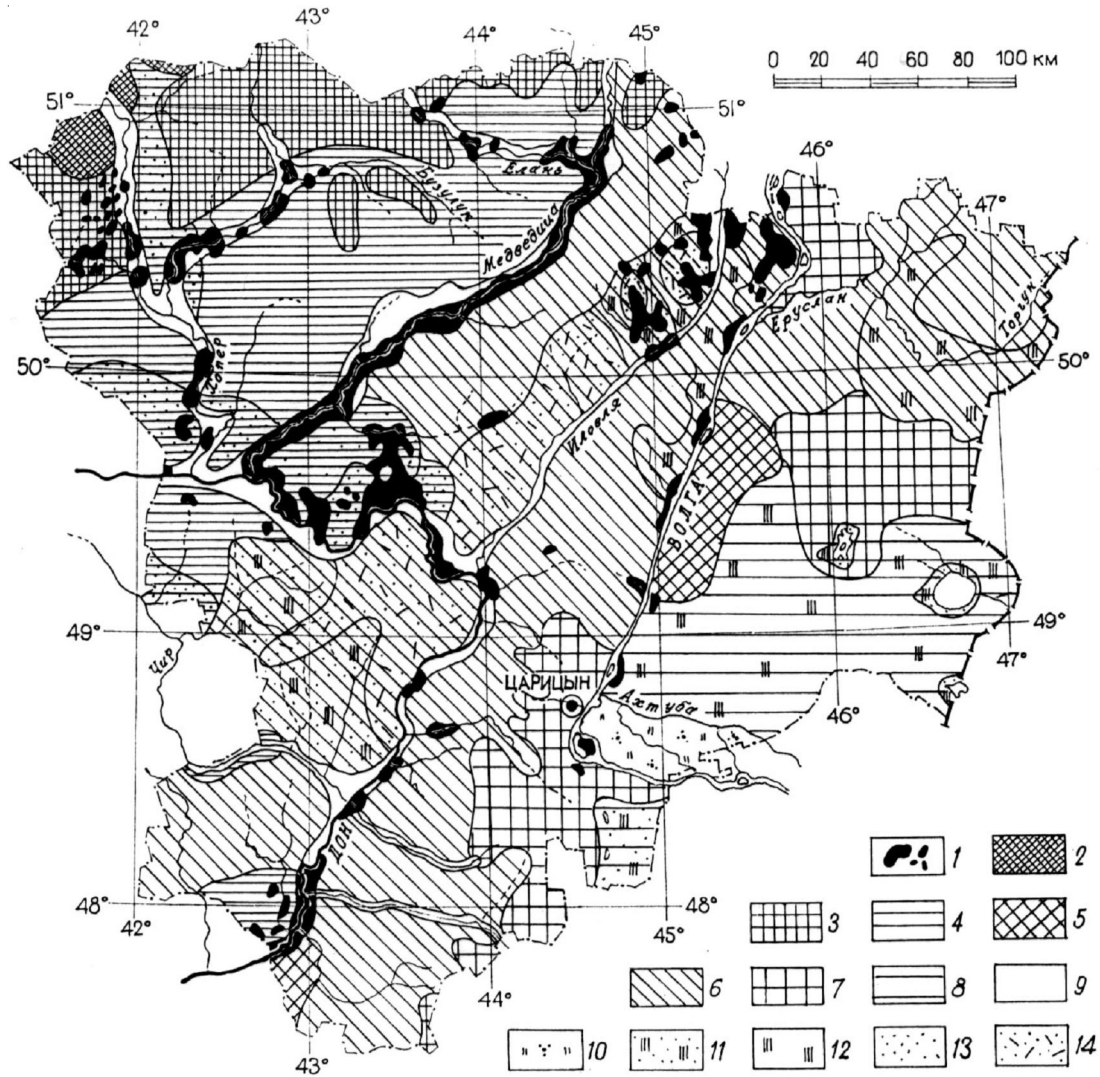 42° 43° 44° 45°
0 20 40 60 80 100 км
51° 51°
46°
47°
Бузулук
Елань
Медведица
Хопер
Еруслан
Торгун
50° 50°
Иловля
ВОЛГА
49° 49°
47°
46°
Чир
ЦАРИЦЫН
Ахтуба
ДОН
48° 48°
42° 45°
44°
43°
1 2
3 4 5
6 7 8 9
10 11 12 13 14